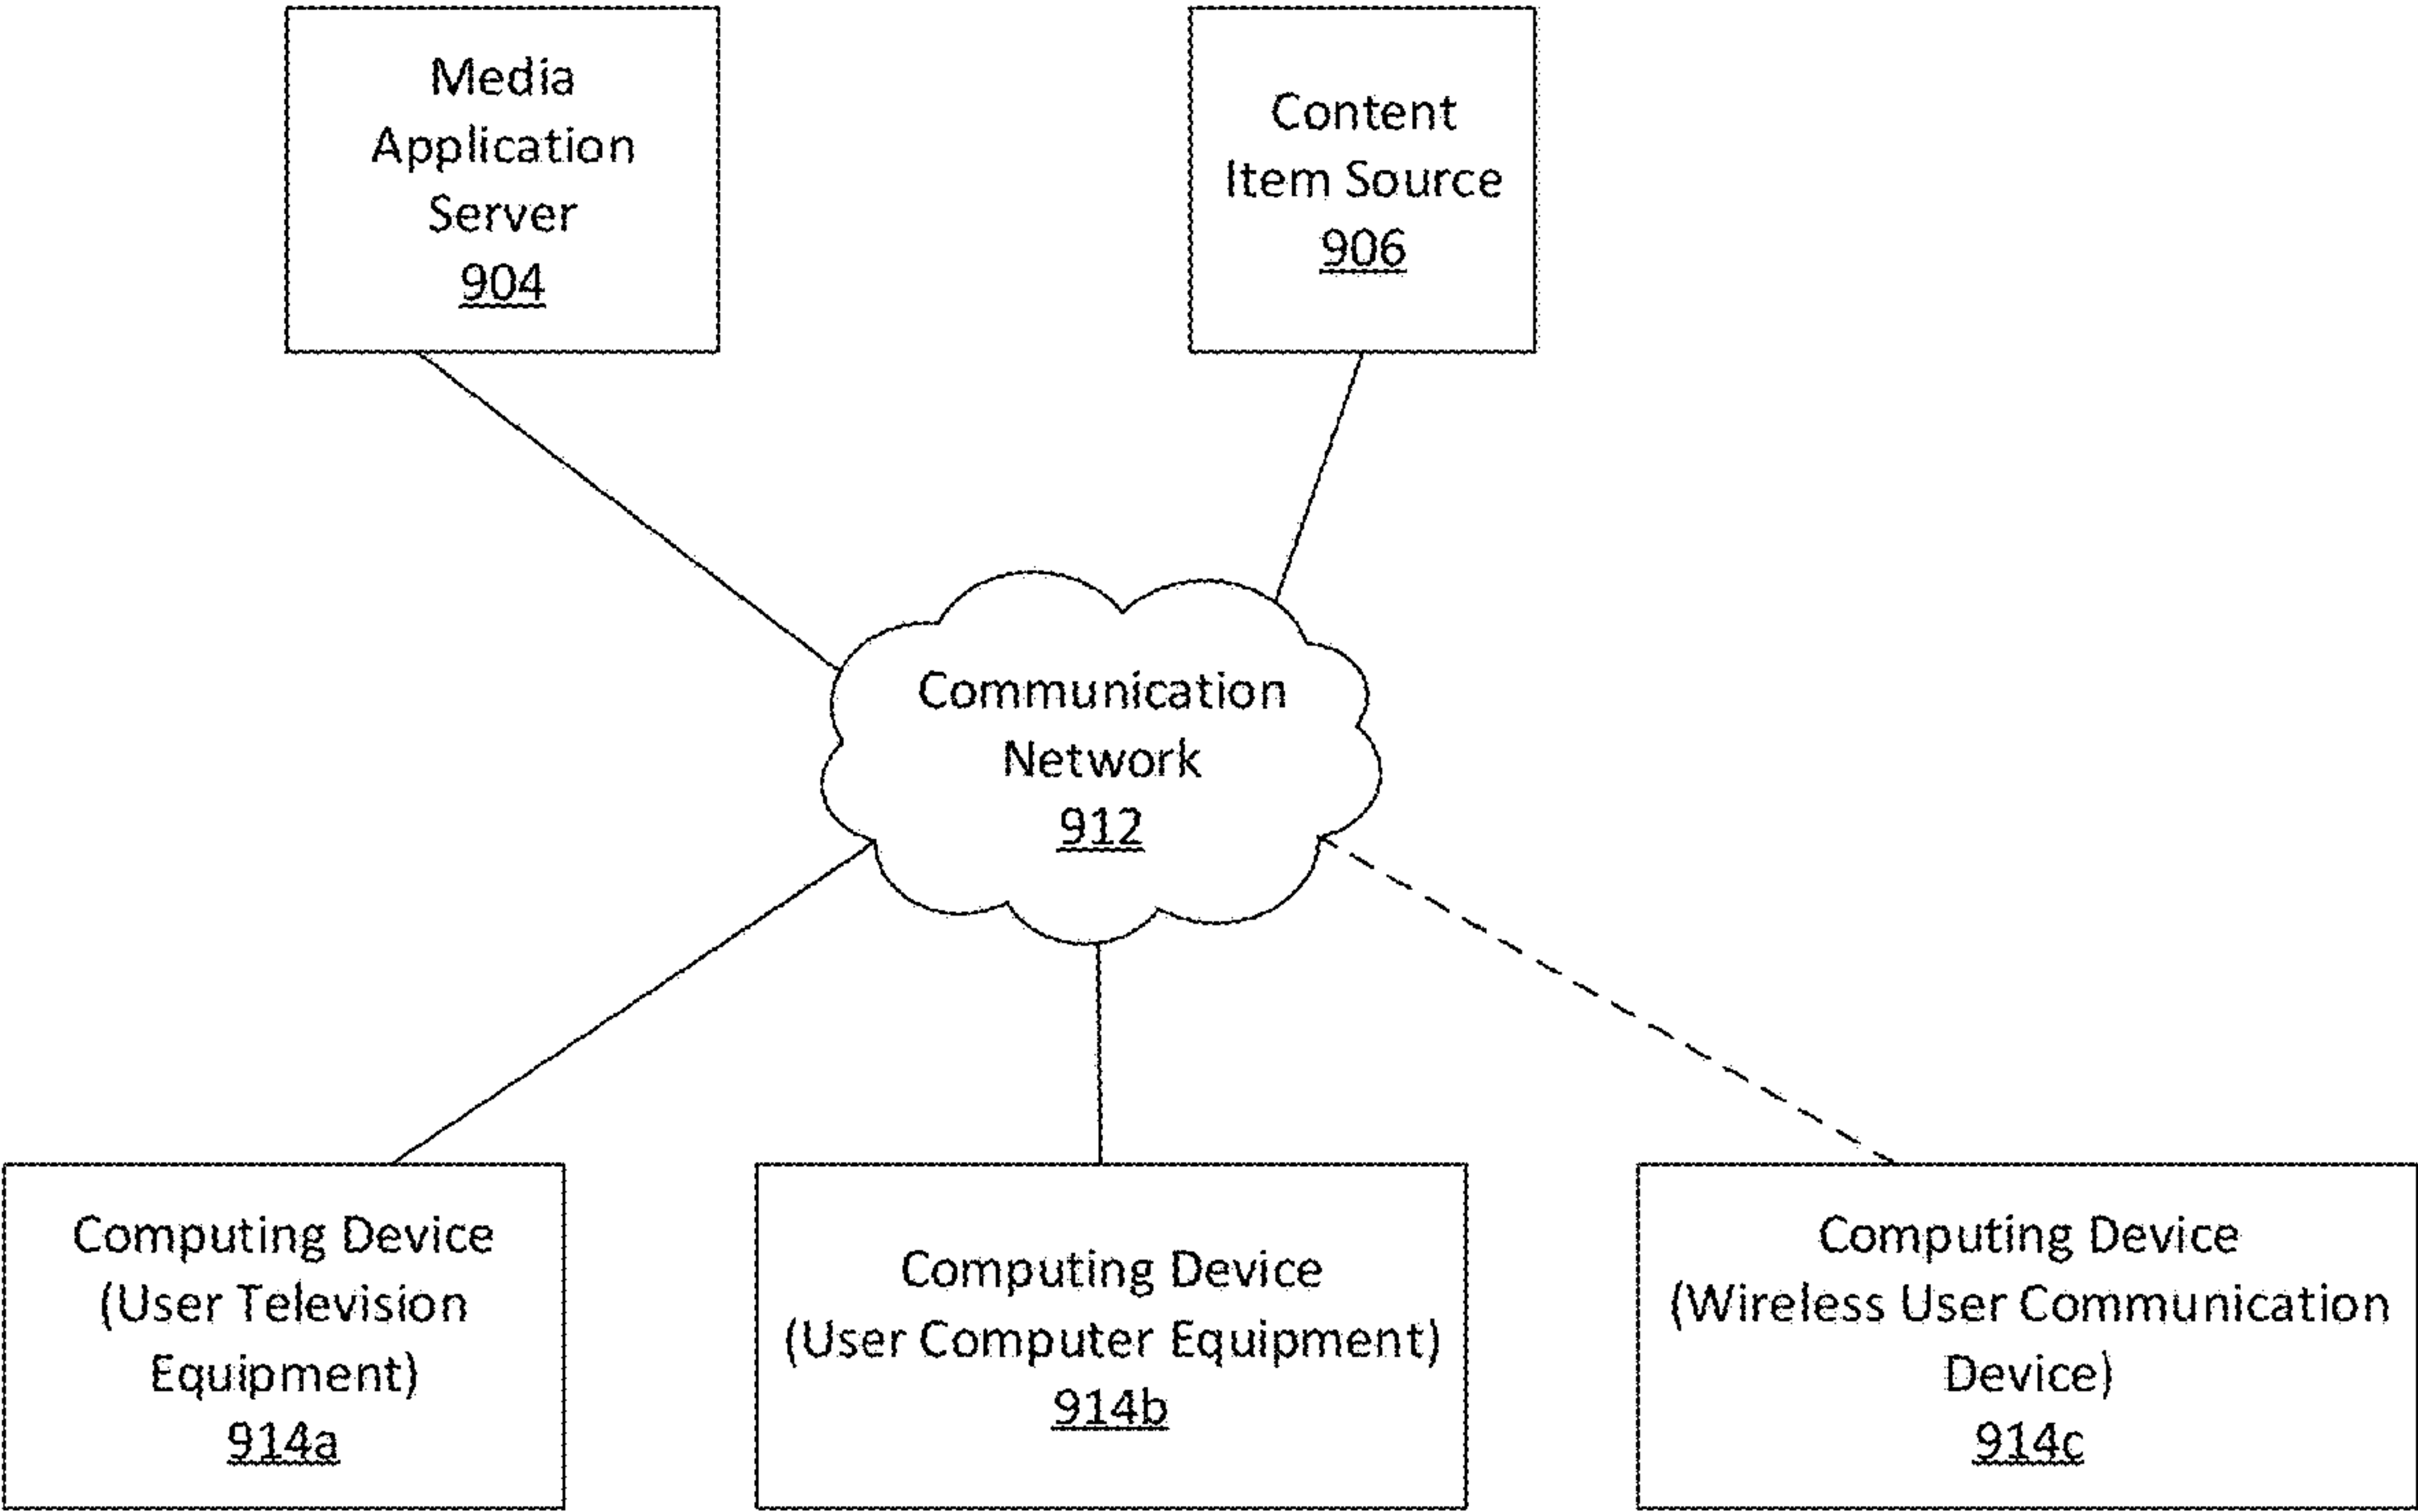 Media
Application
Server
904
Content
Item Source
906
Communication
Network
912
Computing Device
(User Television
Equipment)
914a
Computing Device
(User Computer Equipment)
914b
Computing Device
(Wireless User Communication
Device)
914c